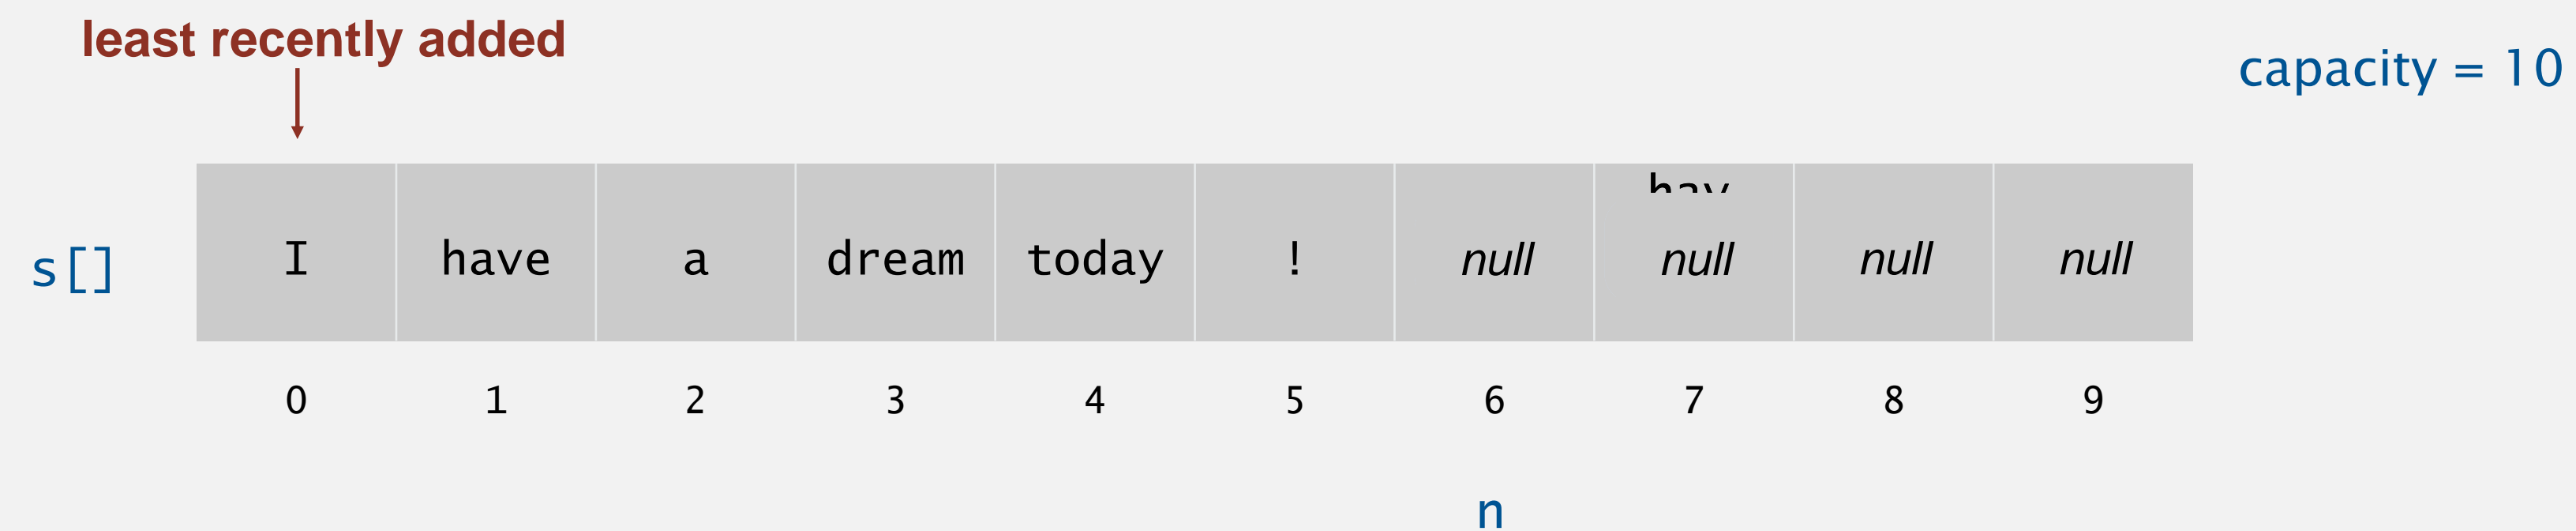 least recently added
capacity = 10
s[] I have a dream today ! null null null null
0 1 2 3 4 5 6 7 8 9
n